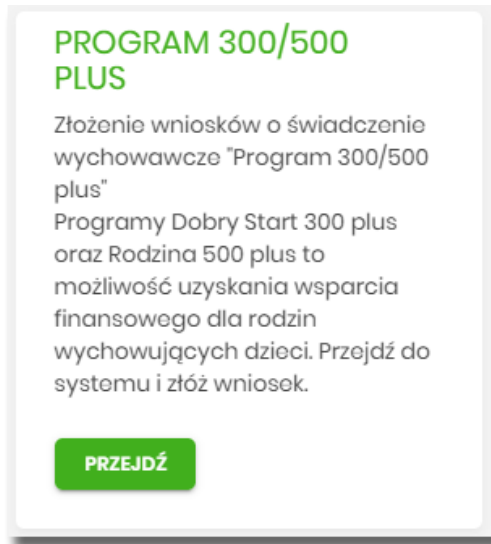 PROGRAM 300/500
PLUS
Złożenie wniosków o świadczenie
wychowawcze "Program 300/500
plus"
Programy Dobry Start 300 plus
oraz Rodzina 500 plus to
możliwość uzyskania wsparcia
finansowego dla rodzin
wychowujących dzieci. Przejdź do
systemu i złóż wniosek.
PRZEJDŹ